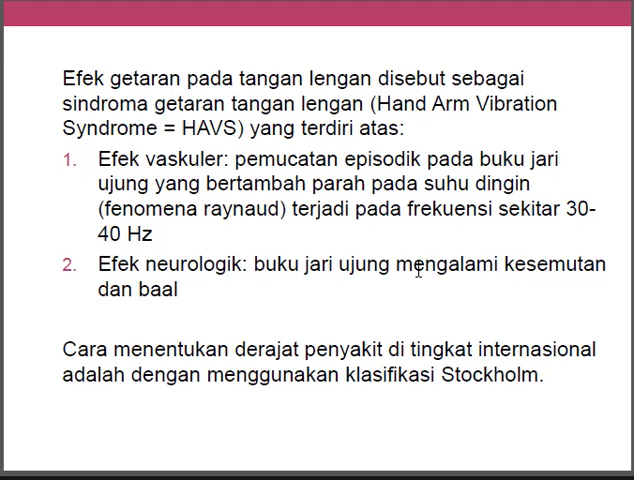 Efek getaran pada tangan lengan disebut sebagai
sindroma getaran tangan lengan (Hand Arm Vibration
Syndrome = HAVS) yang terdiri atas:
1. Efek vaskuler: pemucatan episodik pada buku jari
ujung yang bertambah parah pada suhu dingin
(fenomena raynaud) terjadi pada frekuensi sekitar 30-
40 Hz
2. Efek neurologik: buku jari ujung mengalami kesemutan
dan baal
Cara menentukan derajat penyakit di tingkat internasional
adalah dengan menggunakan klasifikasi Stockholm.